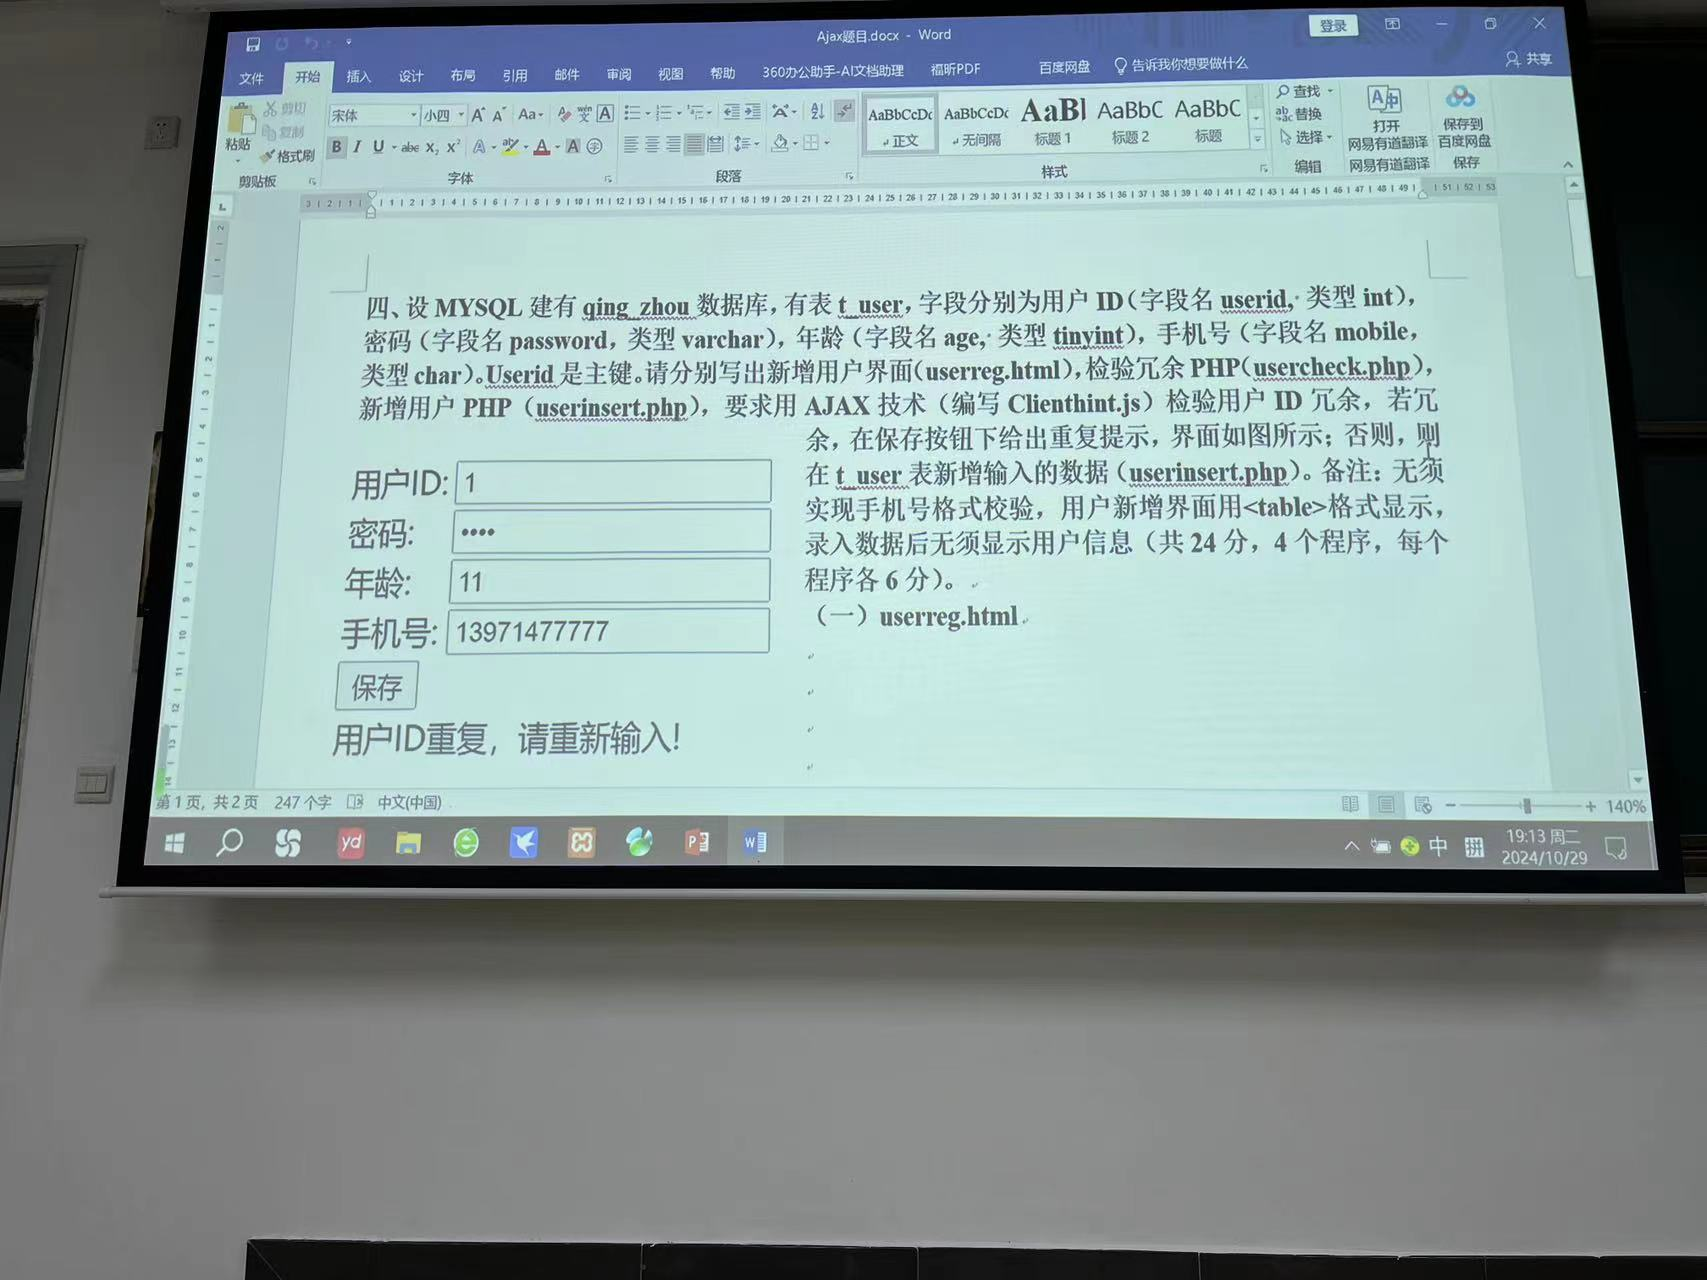 Ajax题目.docx - Word
登录
文件 开始 插入 设计 布局 引用 邮件 审阅 视图 帮助 360办公助手-AI文档助理 福昕PDF 百度网盘 告诉我你想要做什么 共享
剪切
复制
粘贴
格式刷
剪贴板
宋体 小四
字体
段落
AaBbCcDc AaBbCcDc AaBl AaBbC AaBbC
正文 无间隔 标题 1 标题 2 标题
样式
查找
替换
选择
编辑
打开
网易有道翻译
网易有道翻译
保存到
百度网盘
保存
四、设 MYSQL 建有 qing_zhou 数据库，有表 t_user，字段分别为用户 ID（字段名 userid, 类型 int），
密码（字段名 password，类型 varchar），年龄（字段名 age, 类型 tinyint），手机号（字段名 mobile，
类型 char）。Userid 是主键。请分别写出新增用户界面（userreg.html），检验冗余 PHP（usercheck.php），
新增用户 PHP（userinsert.php），要求用 AJAX 技术（编写 Clienthint.js）检验用户 ID 冗余，若冗
余，在保存按钮下给出重复提示，界面如图所示；否则，则
在 t_user 表新增输入的数据（userinsert.php）。备注：无须
实现手机号格式校验，用户新增界面用<table>格式显示，
录入数据后无须显示用户信息（共 24 分，4 个程序，每个
程序各 6 分）。
（一）userreg.html
用户ID: 1
密码: ••••
年龄: 11
手机号: 13971477777
保存
用户ID重复，请重新输入!
第1页，共2页 247个字 中文(中国)
140%
中 拼
19:13 周二
2024/10/29